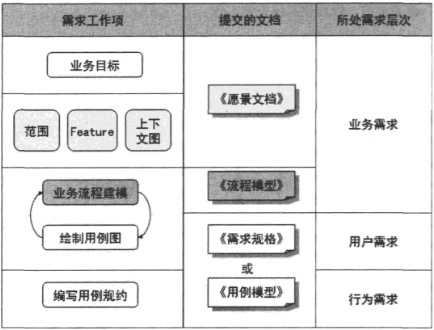 需求工作项
提交的文档
所处需求层次
业务目标
《愿景文档》
业务需求
范围
Feature
上下
文图
业务流程建模
《流程模型》
绘制用例图
《需求规格》
用户需求
或
编写用例规约
《用例模型》
行为需求